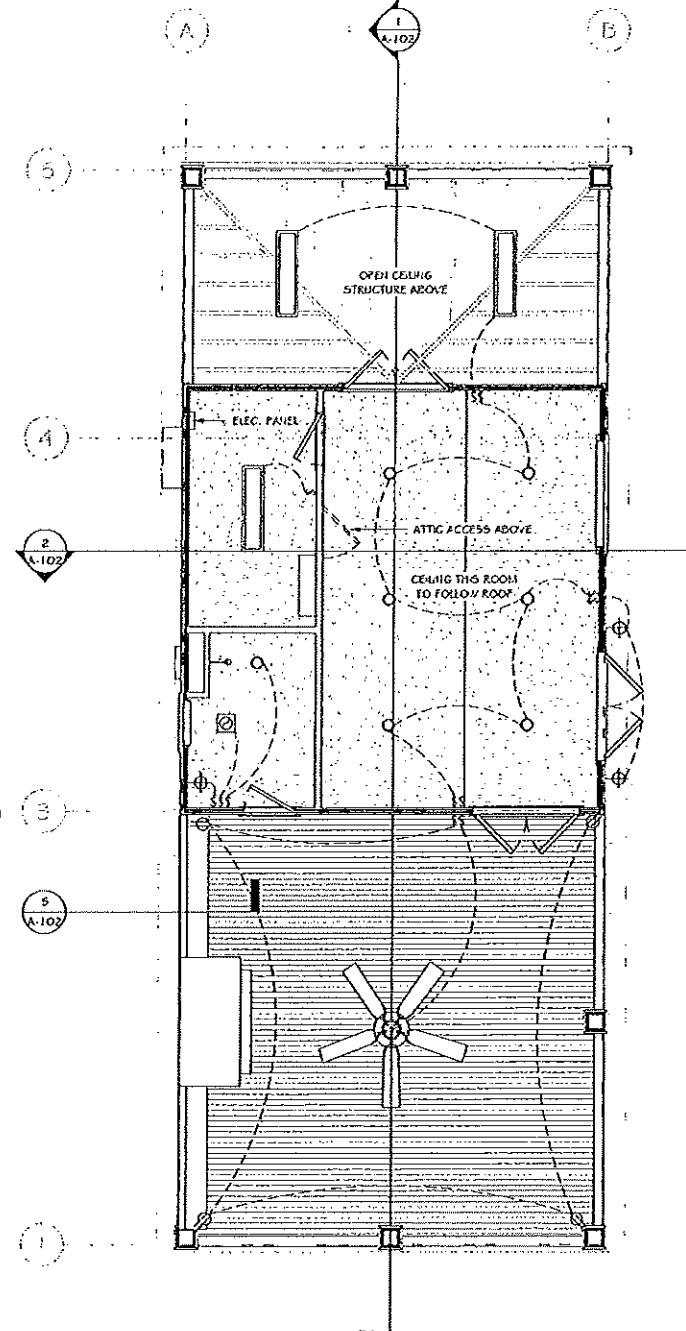 A
1
A-102
B
5
OPEN CEILING
STRUCTURE ABOVE
ELEC. PANEL
4
ATTIC ACCESS ABOVE
2
A-102
CEILING THIS ROOM
TO FOLLOW ROOF
3
5
A-102
1